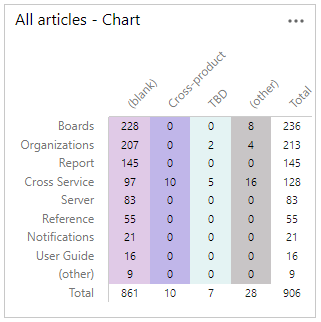 All articles - Chart
(blank) Cross-product TBD (other) Total
Boards 228 0 0 8 236
Organizations 207 0 2 4 213
Report 145 0 0 0 145
Cross Service 97 10 5 16 128
Server 83 0 0 0 83
Reference 55 0 0 0 55
Notifications 21 0 0 0 21
User Guide 16 0 0 0 16
(other) 9 0 0 0 9
Total 861 10 7 28 906